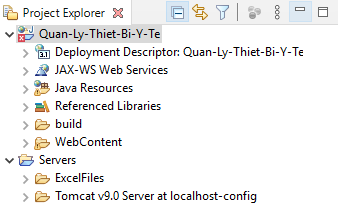 Project Explorer
Quan-Ly-Thiet-Bi-Y-Te
Deployment Descriptor: Quan-Ly-Thiet-Bi-Y-Te
JAX-WS Web Services
Java Resources
Referenced Libraries
build
WebContent
Servers
ExcelFiles
Tomcat v9.0 Server at localhost-config